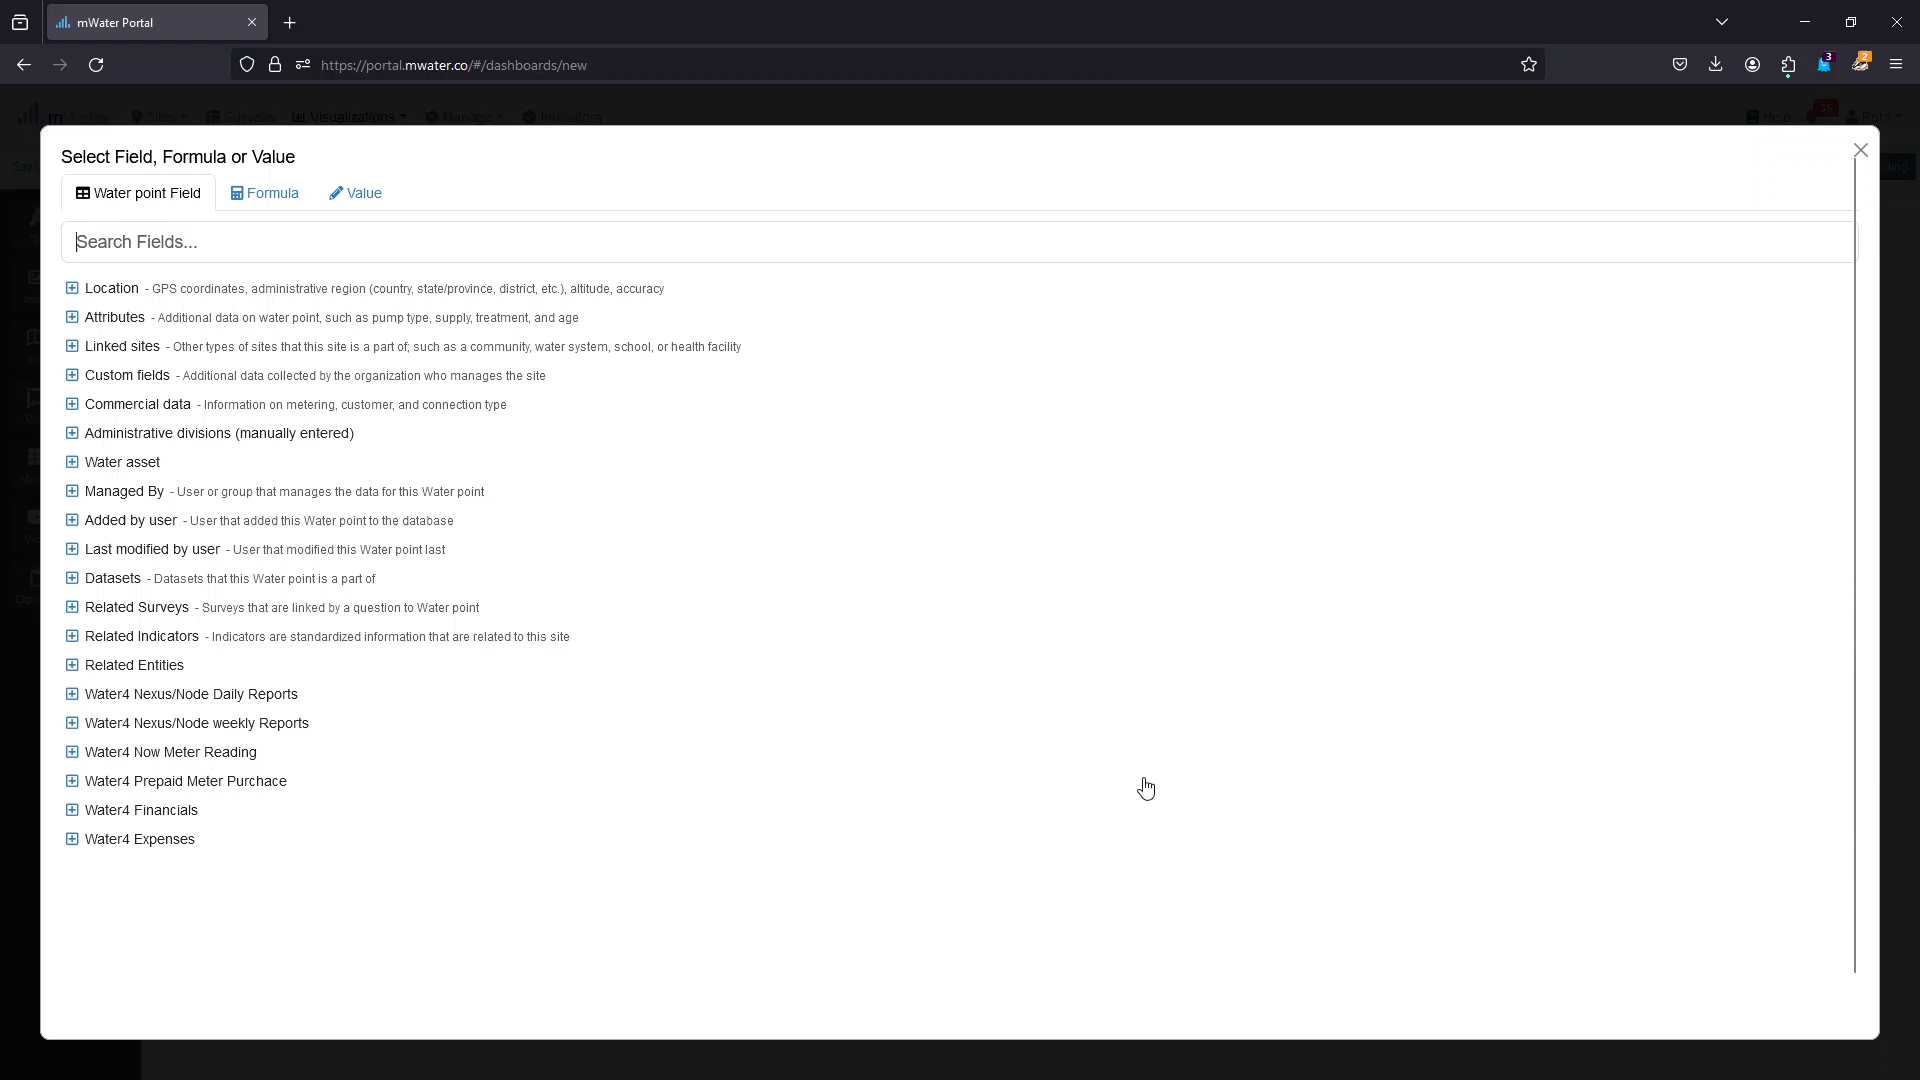 mWater Portal
https://portal.mwater.co/#/dashboards/new
3
2
mWater
Sites
Surveys
Visualizations
Manage
Indicators
Help
Select Field, Formula or Value
Water point Field
Formula
Value
Search Fields...
Location - GPS coordinates, administrative region (country, state/province, district, etc.), altitude, accuracy
Attributes - Additional data on water point, such as pump type, supply, treatment, and age
Linked sites - Other types of sites that this site is a part of; such as a community, water system, school, or health facility
Custom fields - Additional data collected by the organization who manages the site
Commercial data - Information on metering, customer, and connection type
Administrative divisions (manually entered)
Water asset
Managed By - User or group that manages the data for this Water point
Added by user - User that added this Water point to the database
Last modified by user - User that modified this Water point last
Datasets - Datasets that this Water point is a part of
Related Surveys - Surveys that are linked by a question to Water point
Related Indicators - Indicators are standardized information that are related to this site
Related Entities
Water4 Nexus/Node Daily Reports
Water4 Nexus/Node weekly Reports
Water4 Now Meter Reading
Water4 Prepaid Meter Purchace
Water4 Financials
Water4 Expenses